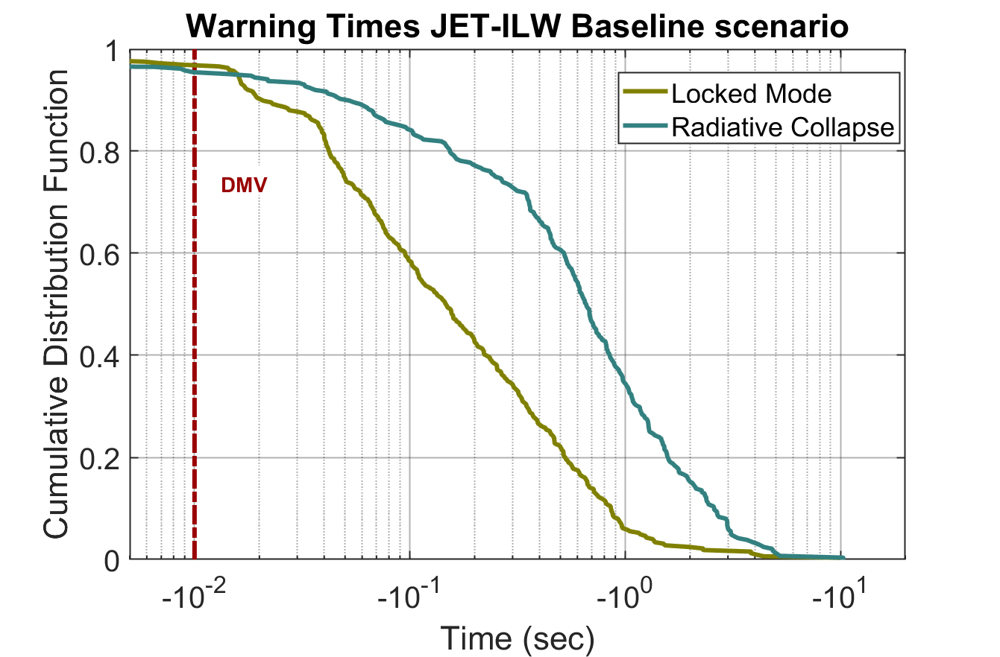 Warning Times JET-ILW Baseline scenario
Cumulative Distribution Function
1
0.8
0.6
0.4
0.2
0
Locked Mode
Radiative Collapse
DMV
-10^-2
-10^-1
-10^0
-10^1
Time (sec)